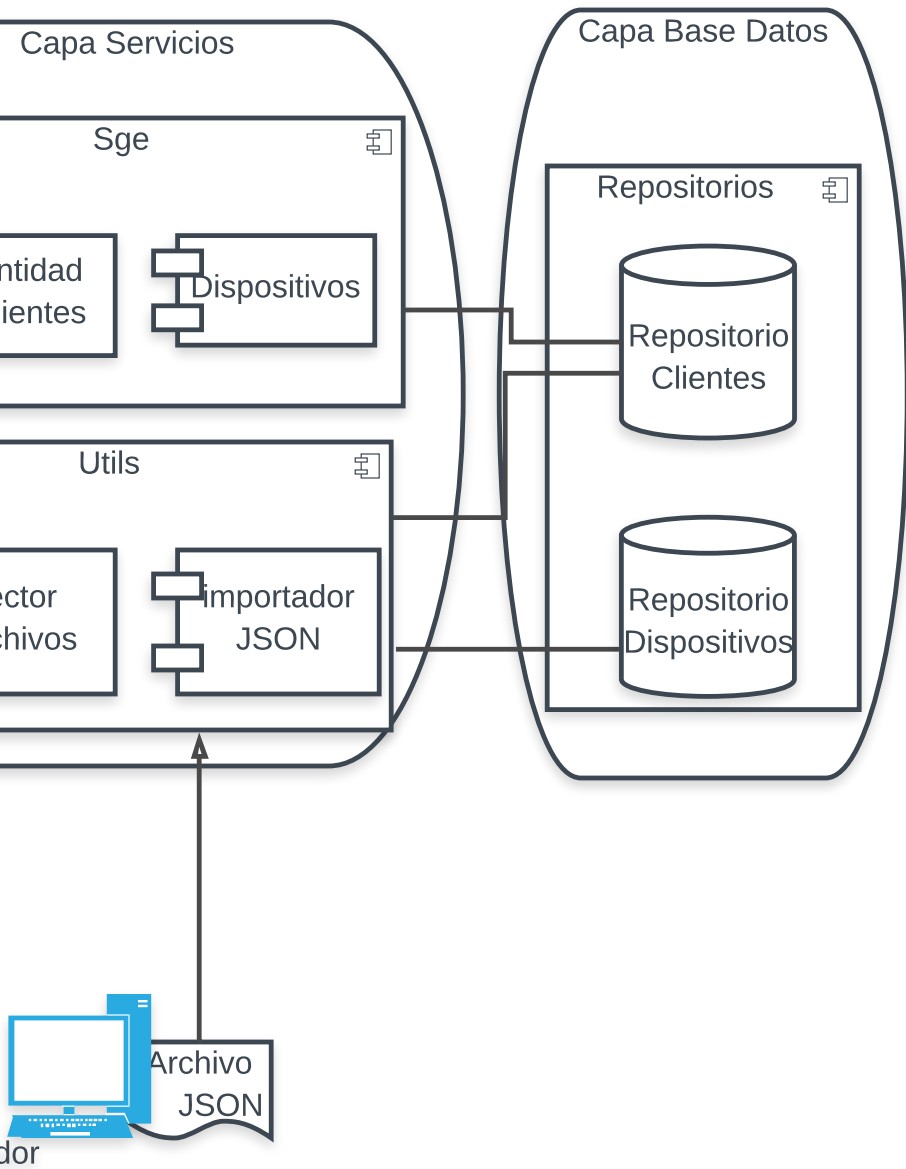 Capa Servicios
Capa Base Datos
Sge
Repositorios
ntidad
ientes
Dispositivos
Repositorio
Clientes
Utils
ector
chivos
importador
JSON
Repositorio
Dispositivos
Archivo
JSON
dor